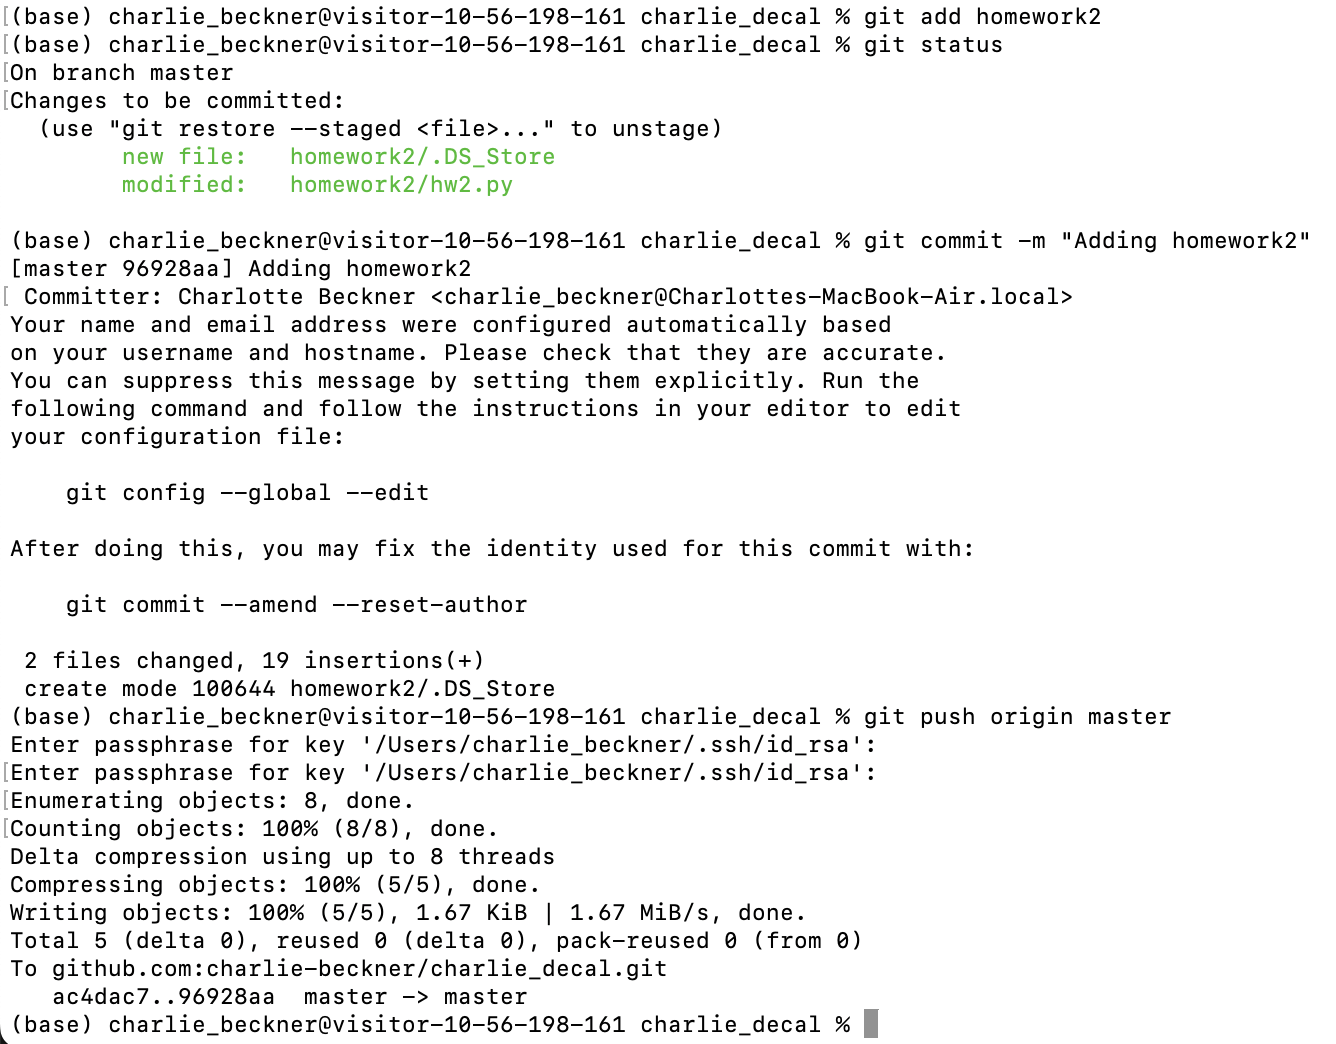 (base) charlie_beckner@visitor-10-56-198-161 charlie_decal % git add homework2
(base) charlie_beckner@visitor-10-56-198-161 charlie_decal % git status
On branch master
Changes to be committed:
  (use "git restore --staged <file>..." to unstage)
        new file:   homework2/.DS_Store
        modified:   homework2/hw2.py

(base) charlie_beckner@visitor-10-56-198-161 charlie_decal % git commit -m "Adding homework2"
[master 96928aa] Adding homework2
 Committer: Charlotte Beckner <charlie_beckner@Charlottes-MacBook-Air.local>
Your name and email address were configured automatically based
on your username and hostname. Please check that they are accurate.
You can suppress this message by setting them explicitly. Run the
following command and follow the instructions in your editor to edit
your configuration file:

    git config --global --edit

After doing this, you may fix the identity used for this commit with:

    git commit --amend --reset-author

 2 files changed, 19 insertions(+)
 create mode 100644 homework2/.DS_Store
(base) charlie_beckner@visitor-10-56-198-161 charlie_decal % git push origin master
Enter passphrase for key '/Users/charlie_beckner/.ssh/id_rsa':
Enter passphrase for key '/Users/charlie_beckner/.ssh/id_rsa':
Enumerating objects: 8, done.
Counting objects: 100% (8/8), done.
Delta compression using up to 8 threads
Compressing objects: 100% (5/5), done.
Writing objects: 100% (5/5), 1.67 KiB | 1.67 MiB/s, done.
Total 5 (delta 0), reused 0 (delta 0), pack-reused 0 (from 0)
To github.com:charlie-beckner/charlie_decal.git
   ac4dac7..96928aa  master -> master
(base) charlie_beckner@visitor-10-56-198-161 charlie_decal %